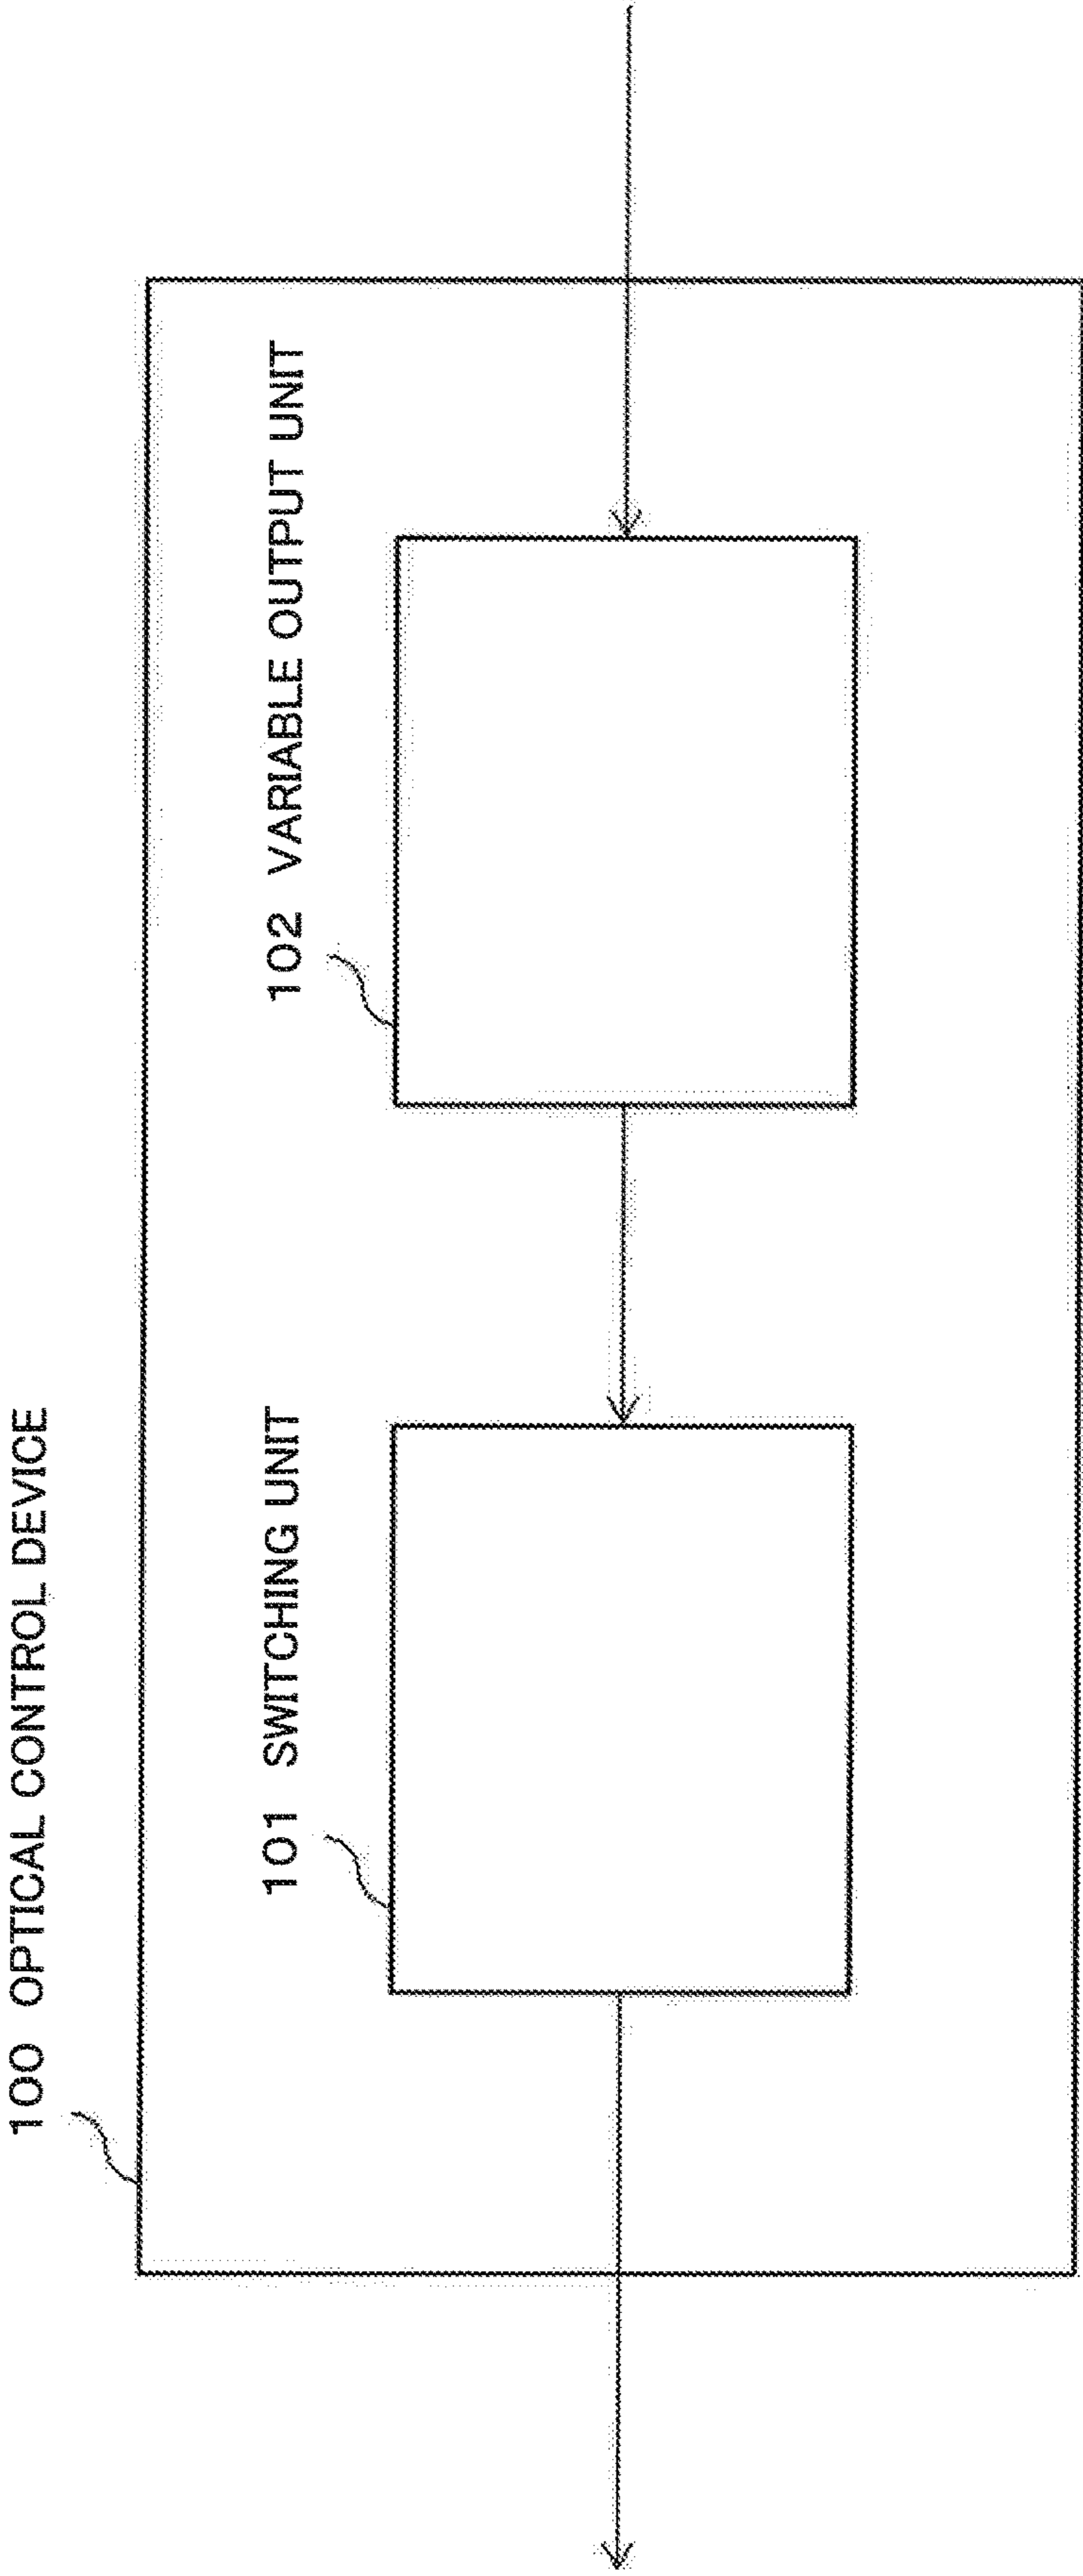 100 OPTICAL CONTROL DEVICE
101 SWITCHING UNIT
102 VARIABLE OUTPUT UNIT